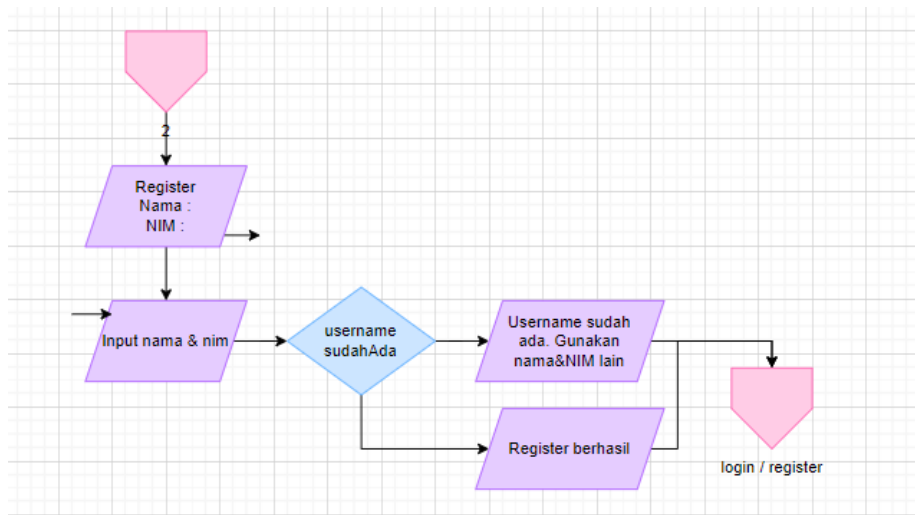 2
Register
Nama :
NIM :
Input nama & nim
username
sudahAda
Username sudah
ada. Gunakan
nama&NIM lain
Register berhasil
login / register